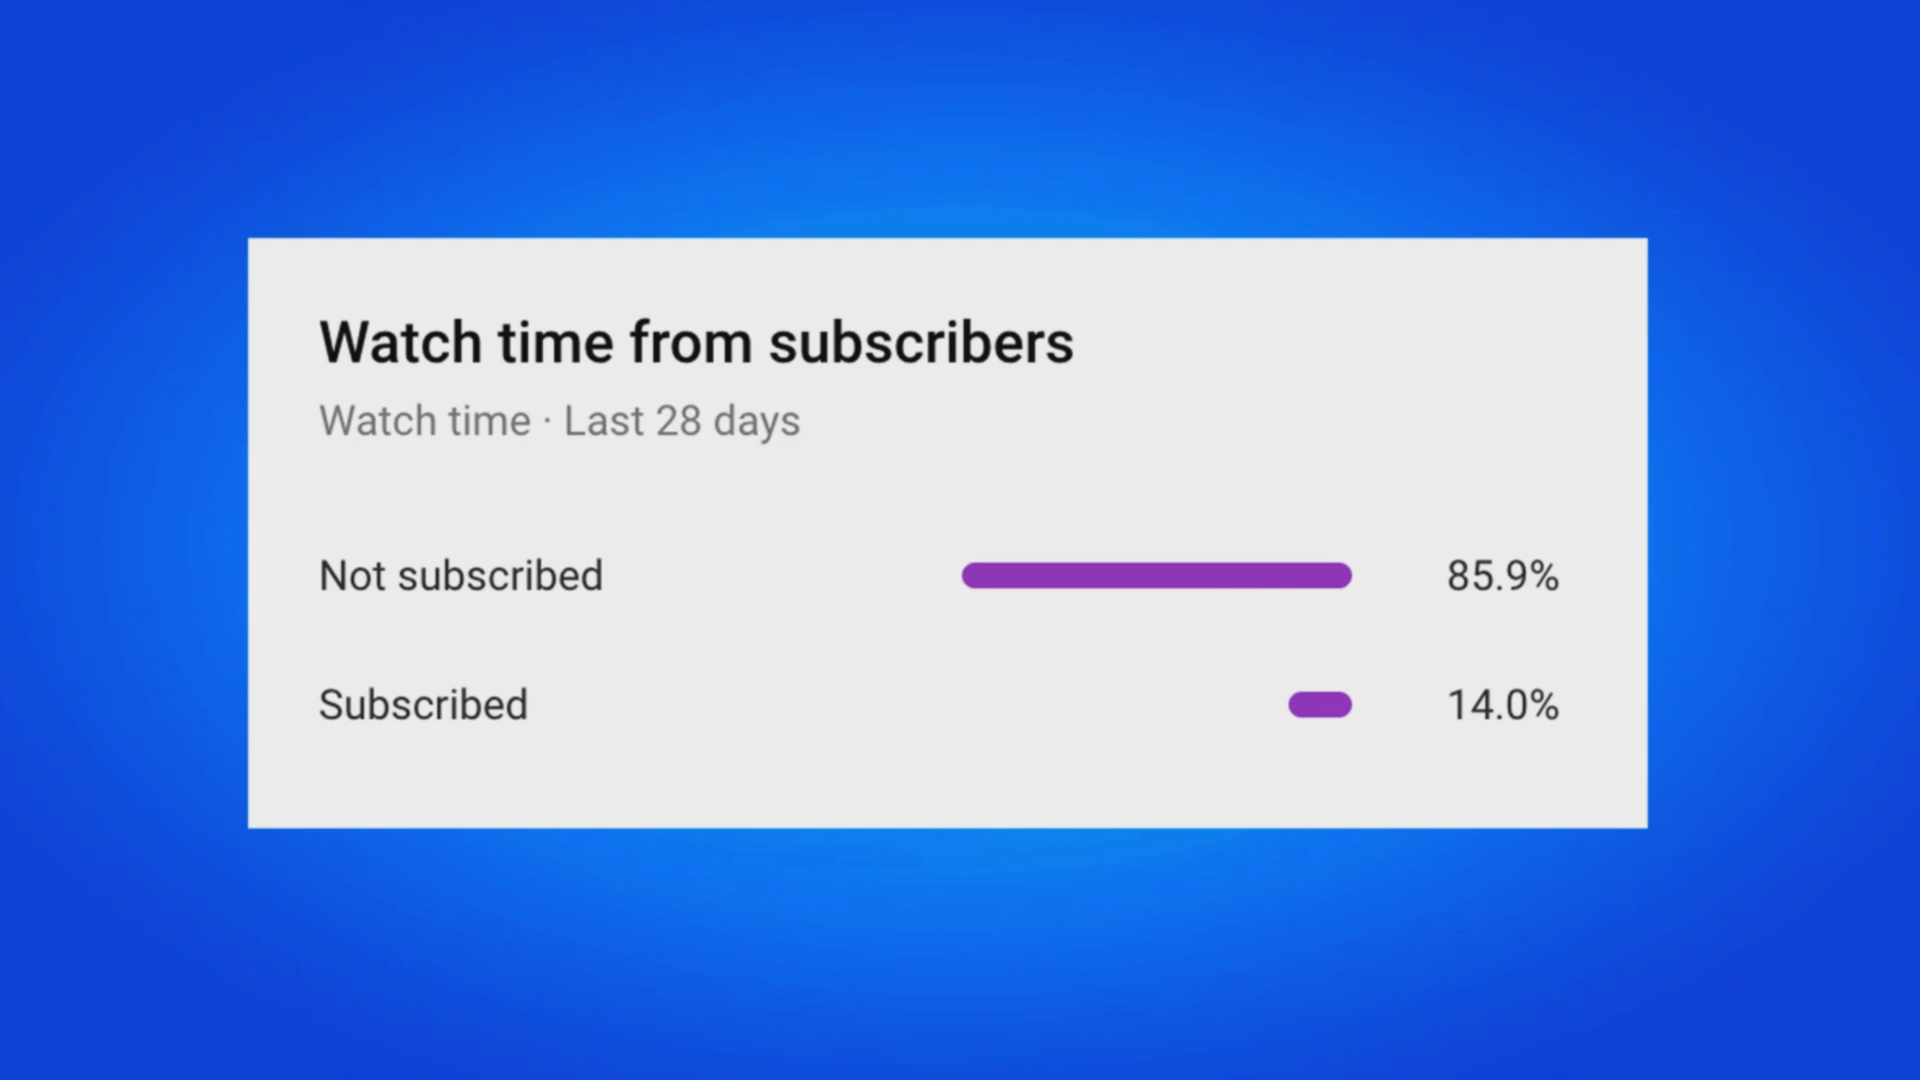 Watch time from subscribers
Watch time · Last 28 days
Not subscribed 85.9%
Subscribed 14.0%